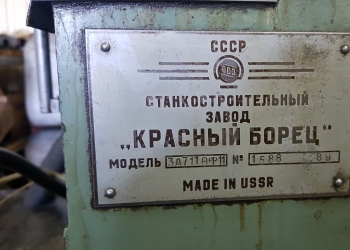 СССР
СТАНКОСТРОИТЕЛЬНЫЙ
ЗАВОД
„КРАСНЫЙ БОРЕЦ"
МОДЕЛЬ 3Д711ВФ11 № 1588 89
MADE IN USSR